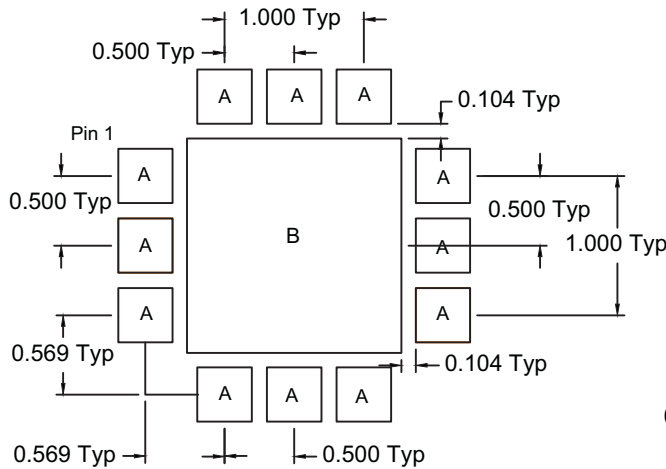 1.000 Typ
0.500 Typ
A A A
0.104 Typ
Pin 1
A A
0.500 Typ 0.500 Typ
B
A A 1.000 Typ
A A
0.569 Typ
0.104 Typ
A A A
0.569 Typ 0.500 Typ